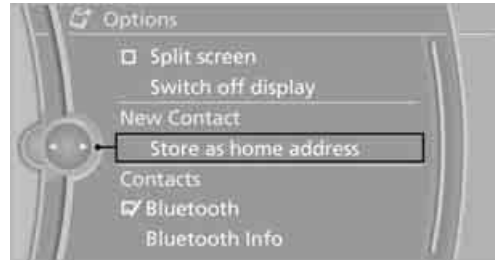 Options
Split screen
Switch off display
New Contact
Store as home address
Contacts
Bluetooth
Bluetooth Info